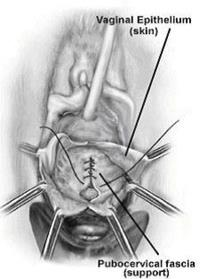 Vaginal Epithelium
(skin)
Pubocervical fascia
(support)